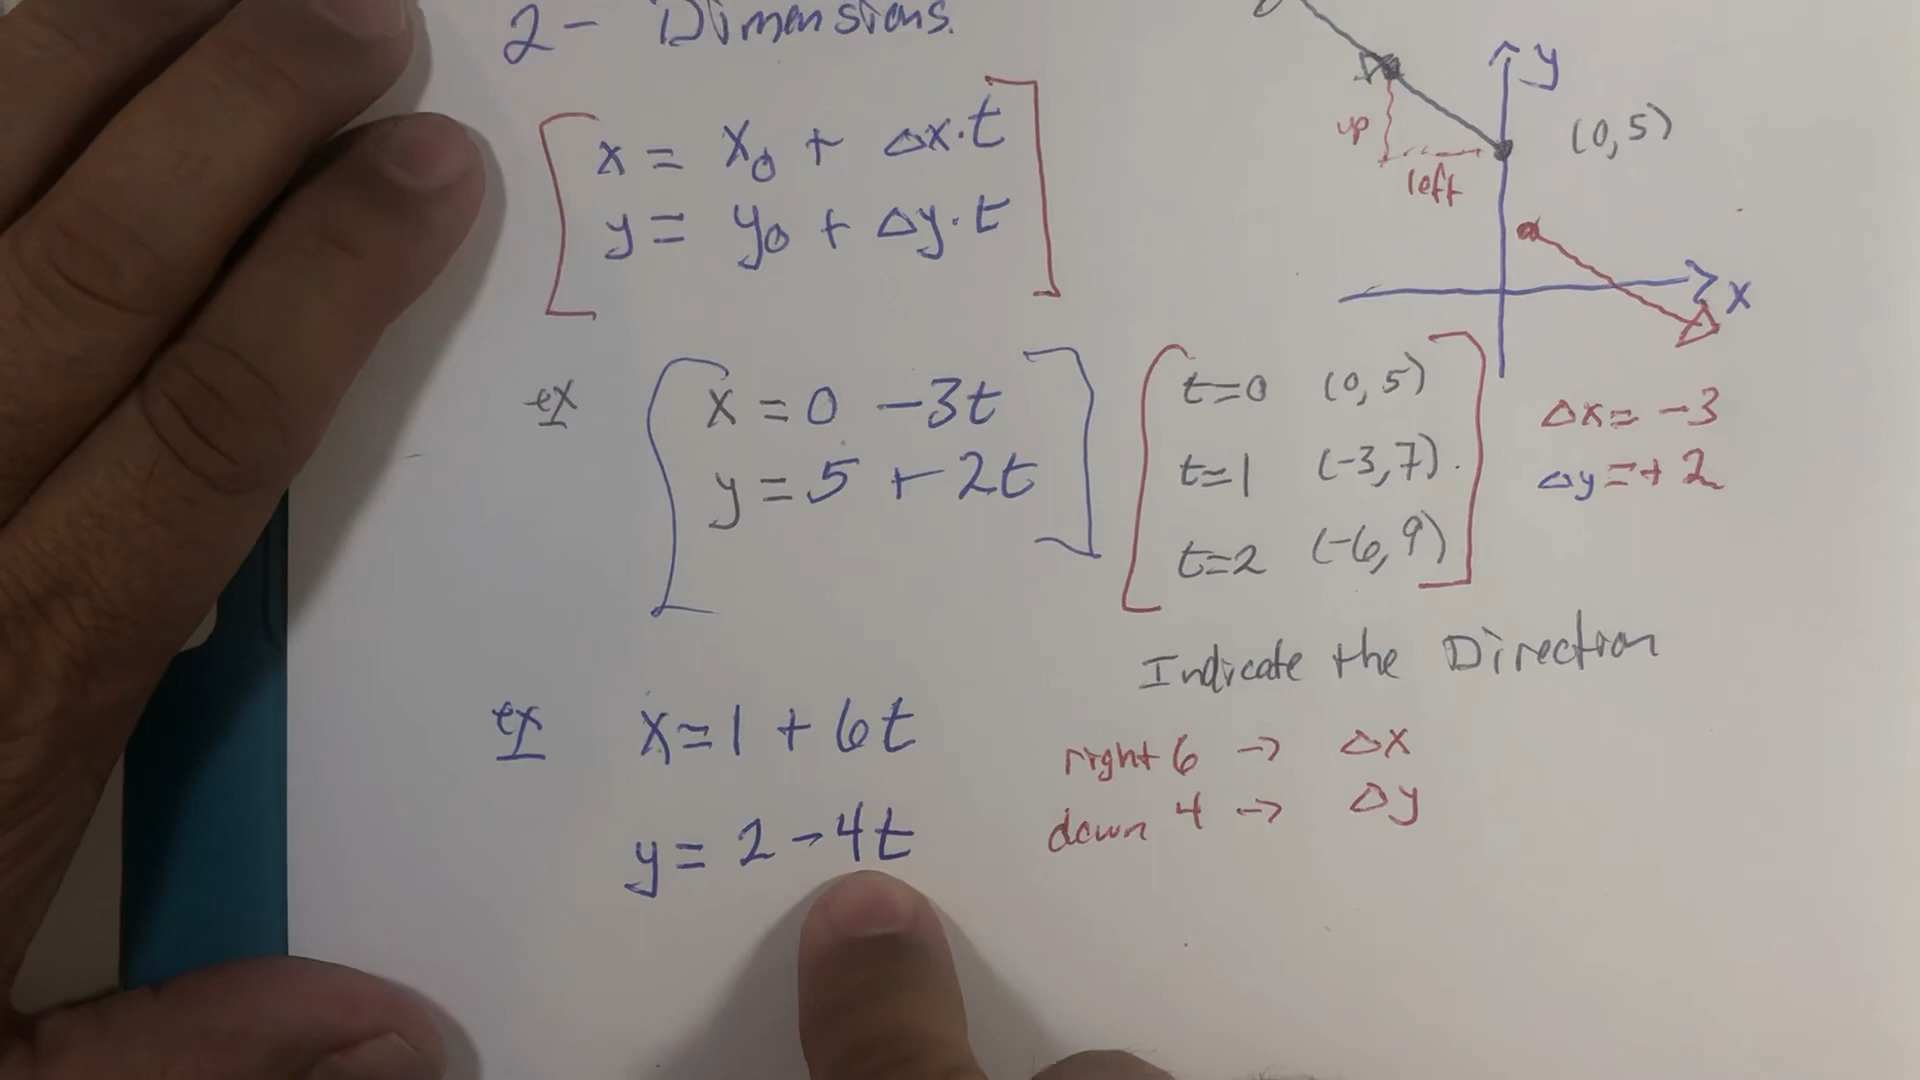 2 - Dimensions.
x = x₀ + Δx·t
y = y₀ + Δy·t
y
(0,5)
up
left
x
ex
x = 0 - 3t
y = 5 + 2t
t=0 (0,5)
t=1 (-3,7).
t=2 (-6,9)
Δx = -3
Δy = +2
Indicate the Direction
ex
x = 1 + 6t
y = 2 - 4t
right 6 → Δx
down 4 → Δy